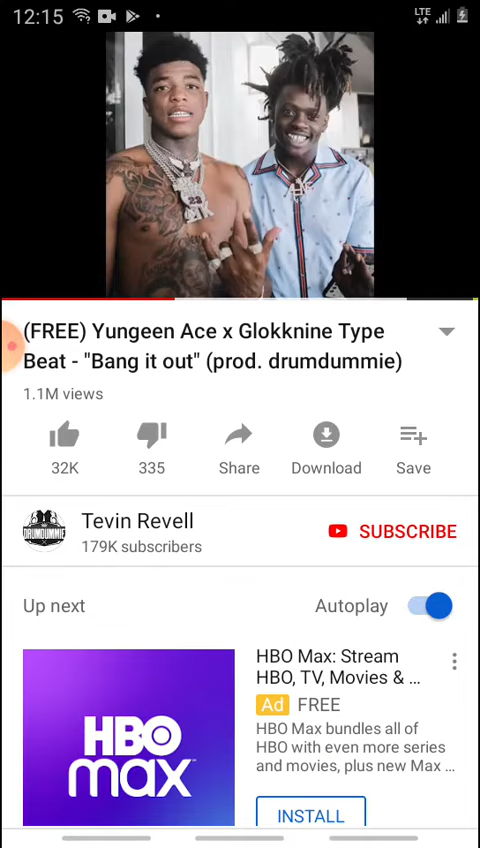 12:15
LTE
(FREE) Yungeen Ace x Glokknine Type
Beat - "Bang it out" (prod. drumdummie)
1.1M views
32K
335
Share
Download
Save
DRUMDUMMIE
Tevin Revell
SUBSCRIBE
179K subscribers
Up next
Autoplay
HBO Max: Stream
HBO, TV, Movies & ...
Ad FREE
HBO Max bundles all of
HBO with even more series
and movies, plus new Max ...
INSTALL
HBO
max